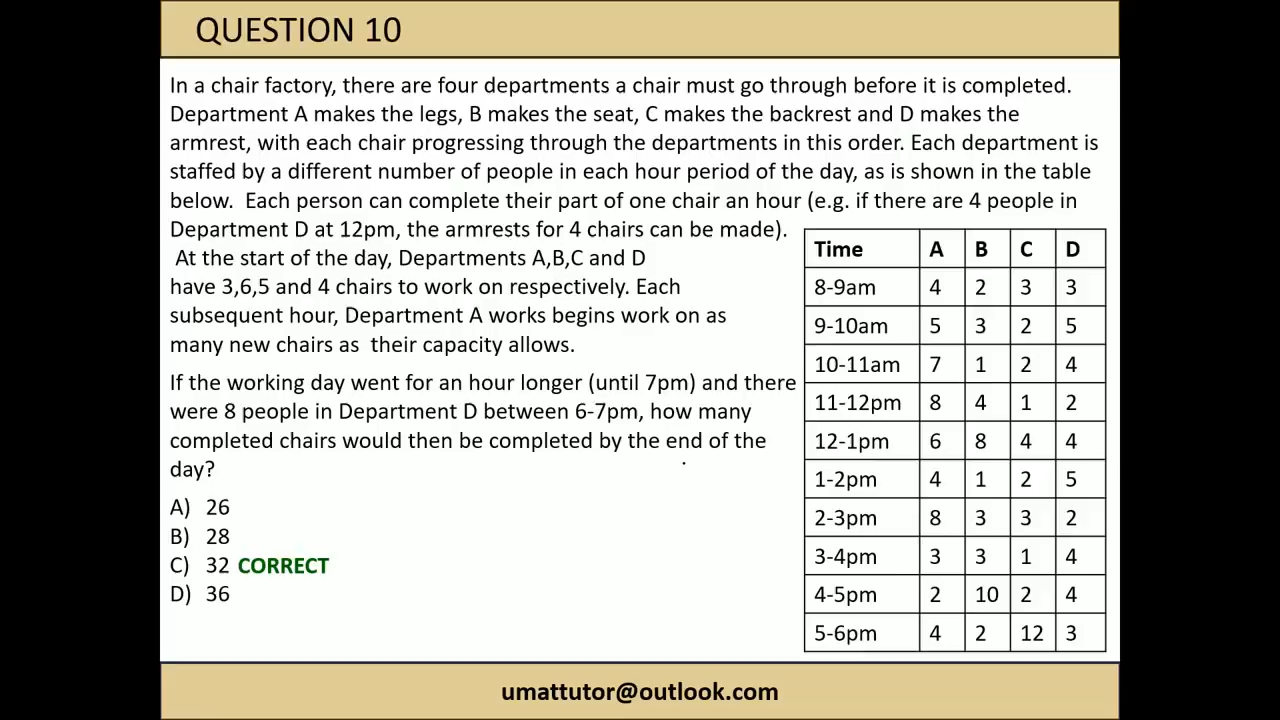 QUESTION 10
In a chair factory, there are four departments a chair must go through before it is completed.
Department A makes the legs, B makes the seat, C makes the backrest and D makes the
armrest, with each chair progressing through the departments in this order. Each department is
staffed by a different number of people in each hour period of the day, as is shown in the table
below.  Each person can complete their part of one chair an hour (e.g. if there are 4 people in
Department D at 12pm, the armrests for 4 chairs can be made).
At the start of the day, Departments A,B,C and D
have 3,6,5 and 4 chairs to work on respectively. Each
subsequent hour, Department A works begins work on as
many new chairs as  their capacity allows.
If the working day went for an hour longer (until 7pm) and there
were 8 people in Department D between 6-7pm, how many
completed chairs would then be completed by the end of the
day?
A) 26
B) 28
C) 32 CORRECT
D) 36
Time A B C D
8-9am 4 2 3 3
9-10am 5 3 2 5
10-11am 7 1 2 4
11-12pm 8 4 1 2
12-1pm 6 8 4 4
1-2pm 4 1 2 5
2-3pm 8 3 3 2
3-4pm 3 3 1 4
4-5pm 2 10 2 4
5-6pm 4 2 12 3
umattutor@outlook.com